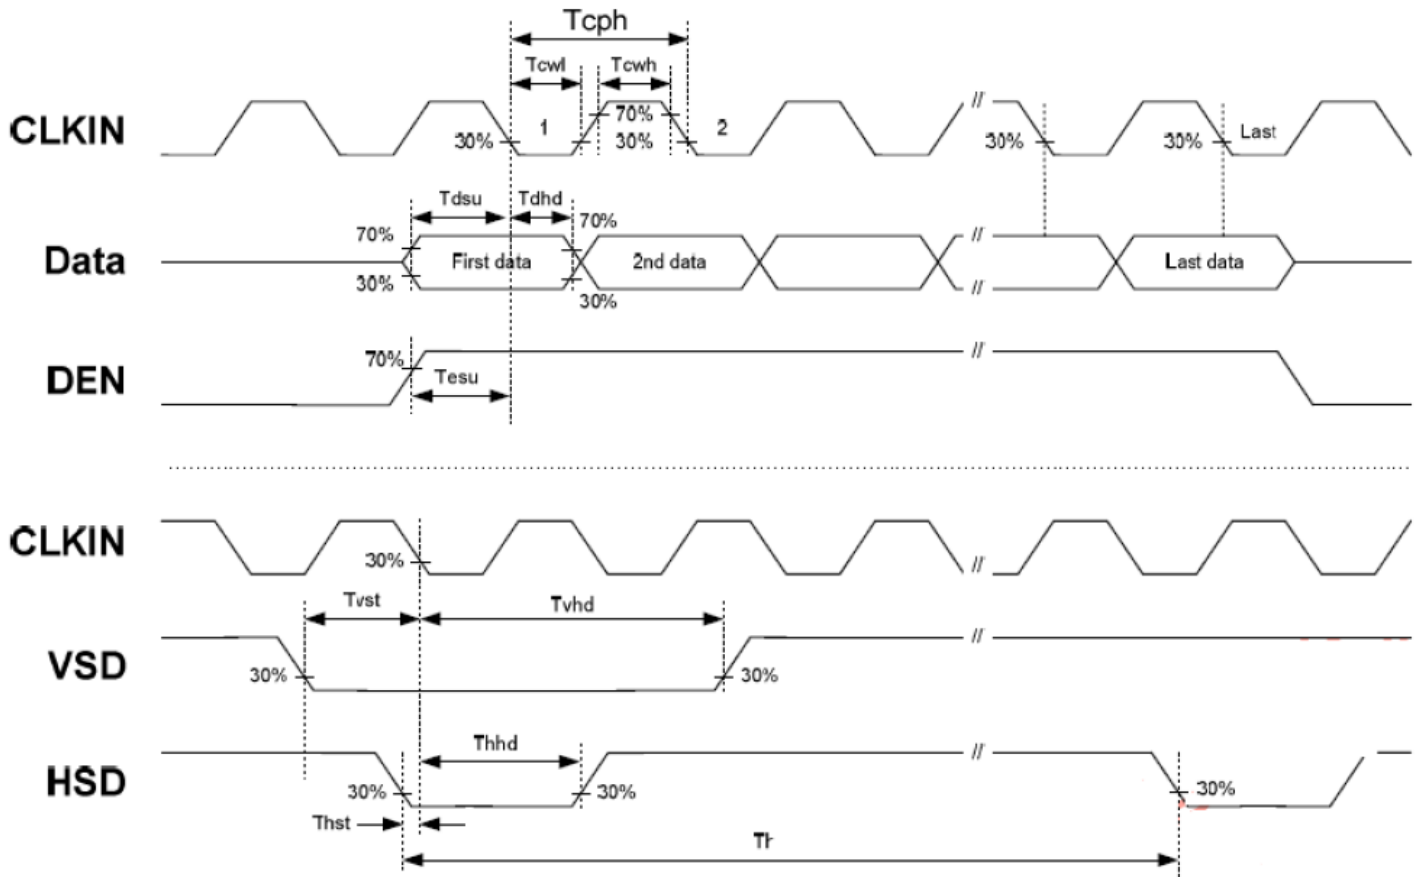 Tcph
Tcwl Tcwh
CLKIN 30% 1 70% 30% 2 30% 30% Last
Tdsu Tdhd
70% 70%
Data First data 2nd data Last data
30% 30%
70%
DEN Tesu
CLKIN 30%
Tvst Tvhd
VSD 30% 30%
Thhd
HSD 30% 30% 30%
Thst
Th